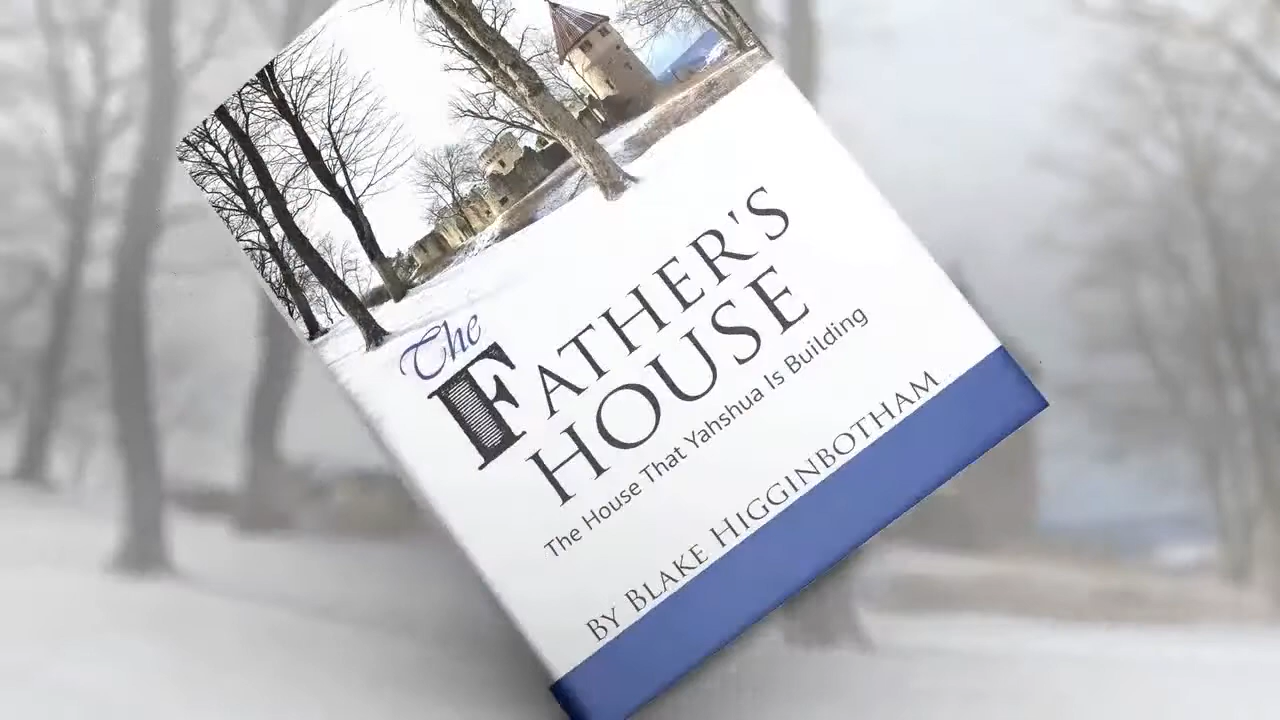 The
FATHER'S
HOUSE
The House That Yahshua Is Building
BY BLAKE HIGGINBOTHAM